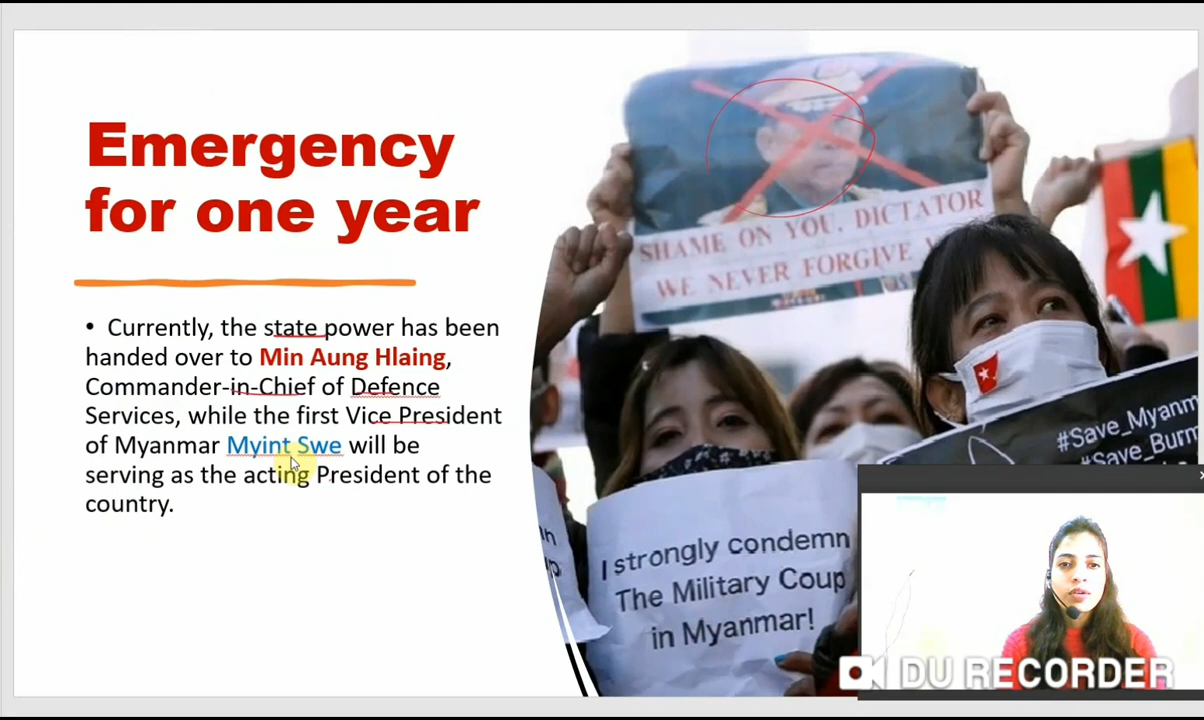 Emergency
for one year
• Currently, the state power has been
handed over to Min Aung Hlaing,
Commander-in-Chief of Defence
Services, while the first Vice President
of Myanmar Myint Swe will be
serving as the acting President of the
country.
SHAME ON YOU, DICTATOR
WE NEVER FORGIVE
#Save_Myanm
#Save_Burm
I strongly condemn
The Military Coup
in Myanmar!
DU RECORDER